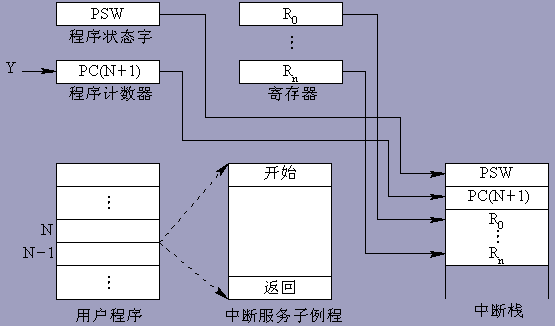 PSW
程序状态字
Y
PC(N+1)
程序计数器
R0
⋮
Rn
寄存器
⋮
N
N-1
⋮
用户程序
开始
返回
中断服务子例程
PSW
PC(N+1)
R0
⋮
Rn
中断栈